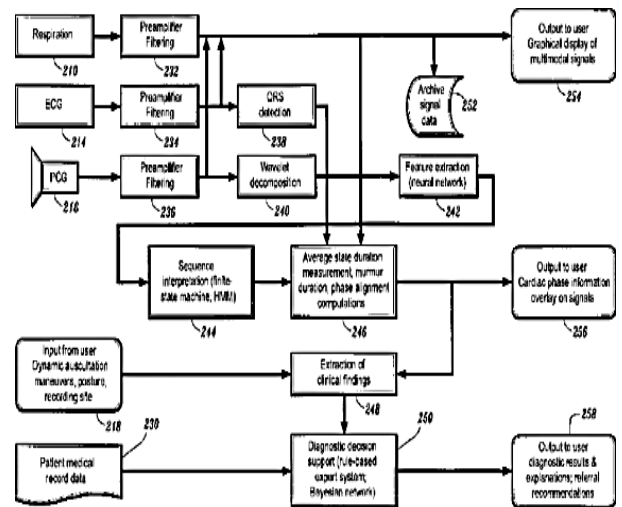 Respiration
210
Preamplifier
Filtering
232
Output to user
Graphical display of
multimodal signals
254
Archive
signal
data
252
ECG
214
Preamplifier
Filtering
234
QRS
detection
238
PCG
216
Preamplifier
Filtering
236
Wavelet
decomposition
240
Feature extraction
(neural network)
242
Sequence
interpretation (finite-
state machine, HMM)
244
Average state duration
measurement, murmur
duration, phase alignment
computations
246
Output to user
Cardiac phase information
overlay on signals
256
Input from user
Dynamic auscultation
maneuvers, posture,
recording site
218
Extraction of
clinical findings
248
Patient medical
record data
230
Diagnostic decision
support (rule-based
expert system;
Bayesian network)
250
Output to user
diagnostic results &
explanations; referral
recommendations
258